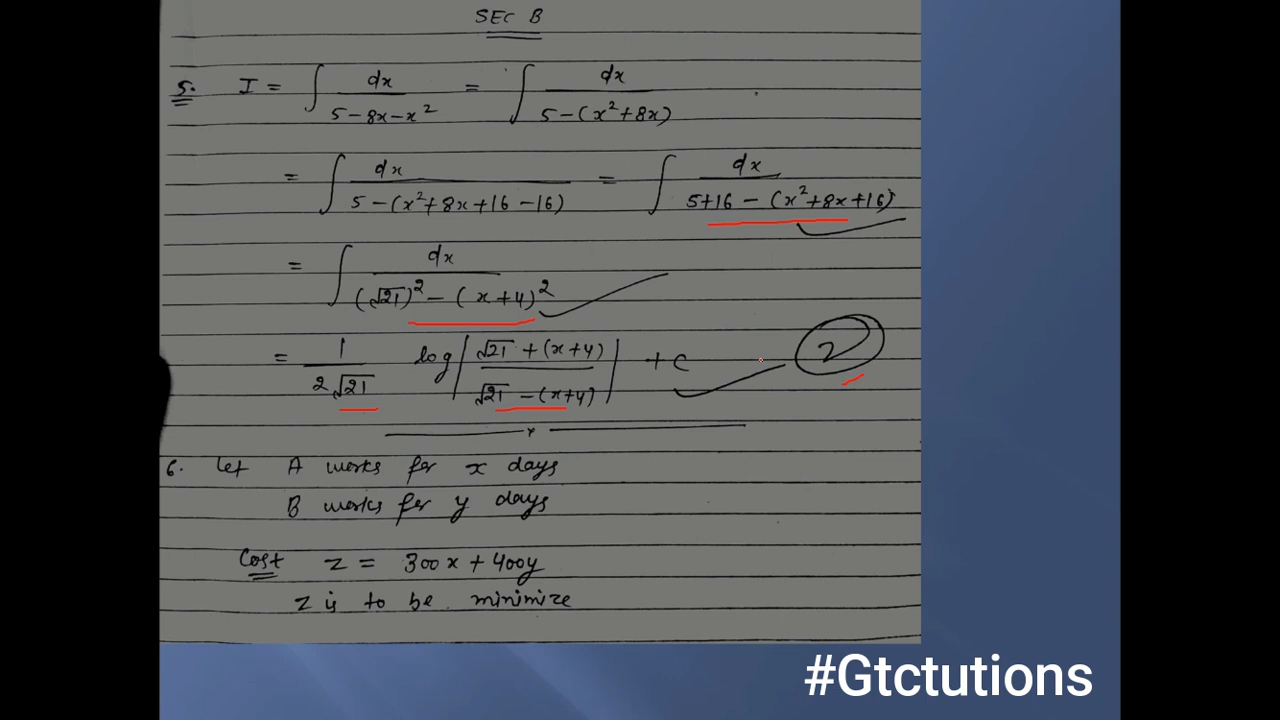 SEC B
5. I = ∫ dx / (5-8x-x²) = ∫ dx / (5-(x²+8x))
= ∫ dx / (5-(x²+8x+16-16)) = ∫ dx / (5+16-(x²+8x+16))
= ∫ dx / ((√21)² - (x+4)²)
= 1 / (2√21) log | (√21 + (x+4)) / (√21 - (x+4)) | + C 2
6. Let A works for x days
B works for y days
Cost z = 300x + 400y
z is to be minimize
#Gtctutions